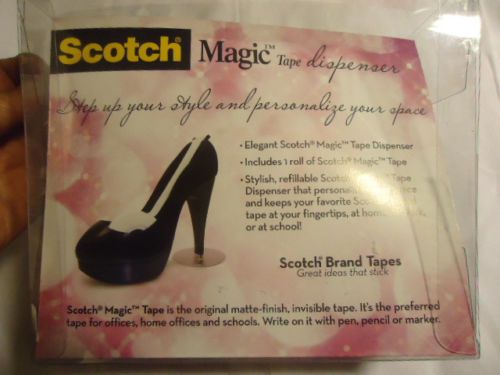 Scotch® Magic™ Tape dispenser
Step up your style and personalize your space
• Elegant Scotch® Magic™ Tape Dispenser
• Includes 1 roll of Scotch® Magic™ Tape
• Stylish, refillable Tape
Dispenser that
and keeps your favorite
tape at your fingertips, at
or at school!
Scotch® Brand Tapes
Great ideas that stick
Scotch® Magic™ Tape is the original matte-finish, invisible tape. It's the preferred
tape for offices, home offices and schools. Write on it with pen, pencil or marker.